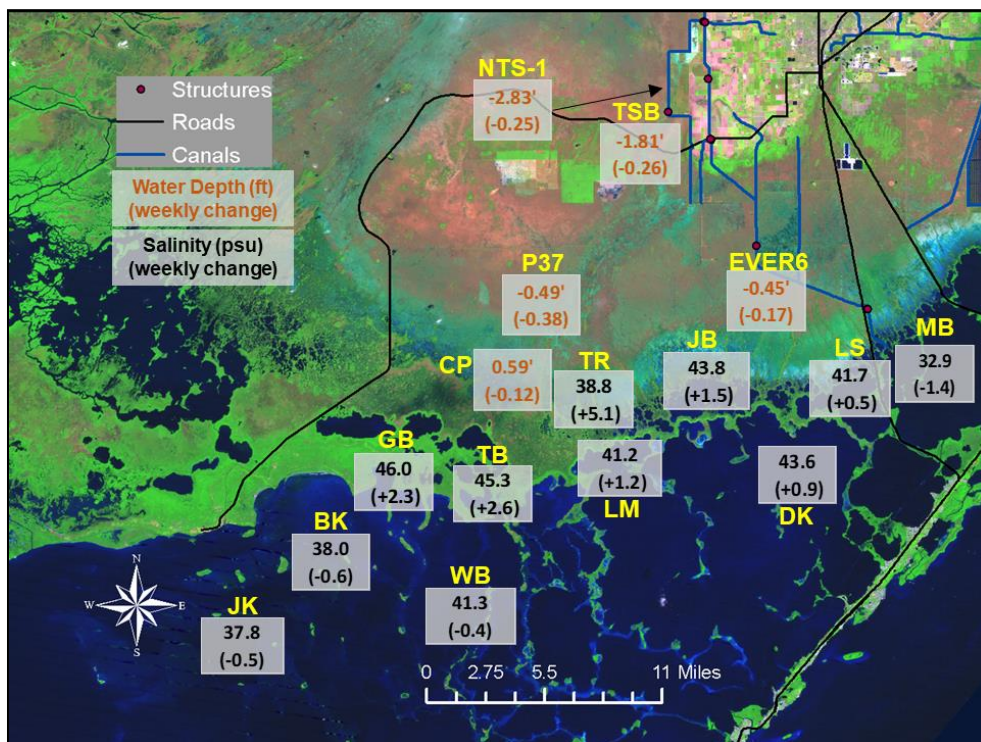 NTS-1
-2.83'
(-0.25)
TSB
-1.81'
(-0.26)
Structures
Roads
Canals
Water Depth (ft)
(weekly change)
Salinity (psu)
(weekly change)
P37
-0.49'
(-0.38)
EVER6
-0.45'
(-0.17)
CP
0.59'
(-0.12)
TR
38.8
(+5.1)
JB
43.8
(+1.5)
LS
41.7
(+0.5)
MB
32.9
(-1.4)
GB
46.0
(+2.3)
TB
45.3
(+2.6)
41.2
(+1.2)
LM
43.6
(+0.9)
DK
BK
38.0
(-0.6)
WB
41.3
(-0.4)
JK
37.8
(-0.5)
N
W E
S
0 2.75 5.5 11 Miles